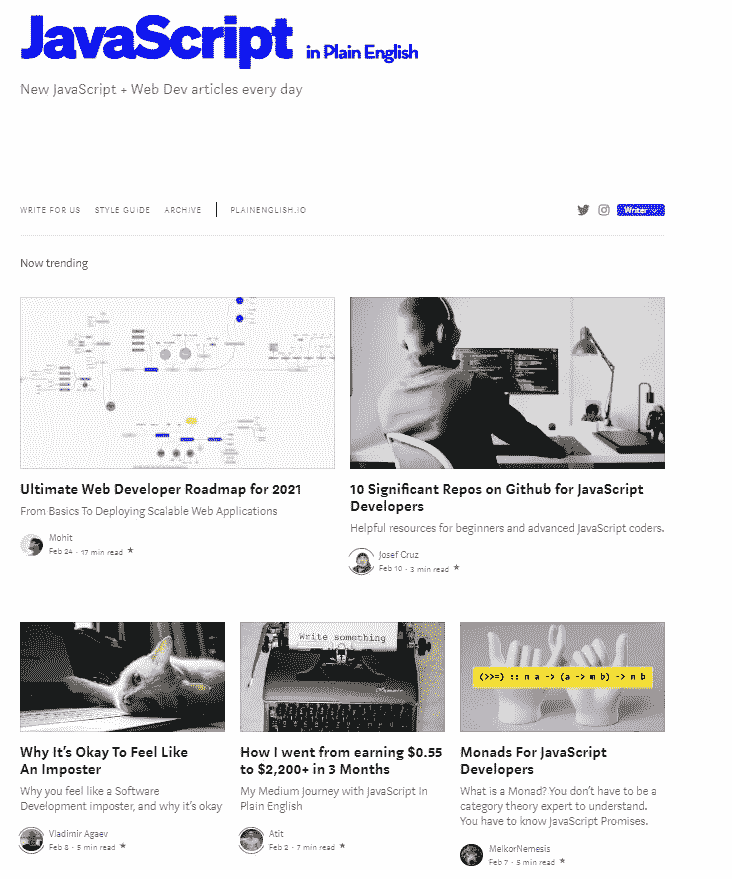 JavaScript in Plain English
New JavaScript + Web Dev articles every day
WRITE FOR US STYLE GUIDE ARCHIVE PLAINENGLISH.IO Writer
Now trending
Ultimate Web Developer Roadmap for 2021
From Basics To Deploying Scalable Web Applications
Mohit
Feb 24 · 17 min read ★
10 Significant Repos on Github for JavaScript
Developers
Helpful resources for beginners and advanced JavaScript coders.
Josef Cruz
Feb 10 · 3 min read ★
Why It’s Okay To Feel Like
An Imposter
Why you feel like a Software
Development imposter, and why it’s okay
Vladimir Agaev
Feb 8 · 5 min read ★
Write something
How I went from earning $0.55
to $2,200+ in 3 Months
My Medium Journey with JavaScript In
Plain English
Atit
Feb 2 · 7 min read ★
(>>=) :: m a -> (a -> m b) -> m b
Monads For JavaScript
Developers
What is a Monad? You don’t have to be a
category theory expert to understand.
You have to know JavaScript Promises.
MelkorNemesis
Feb 7 · 5 min read ★